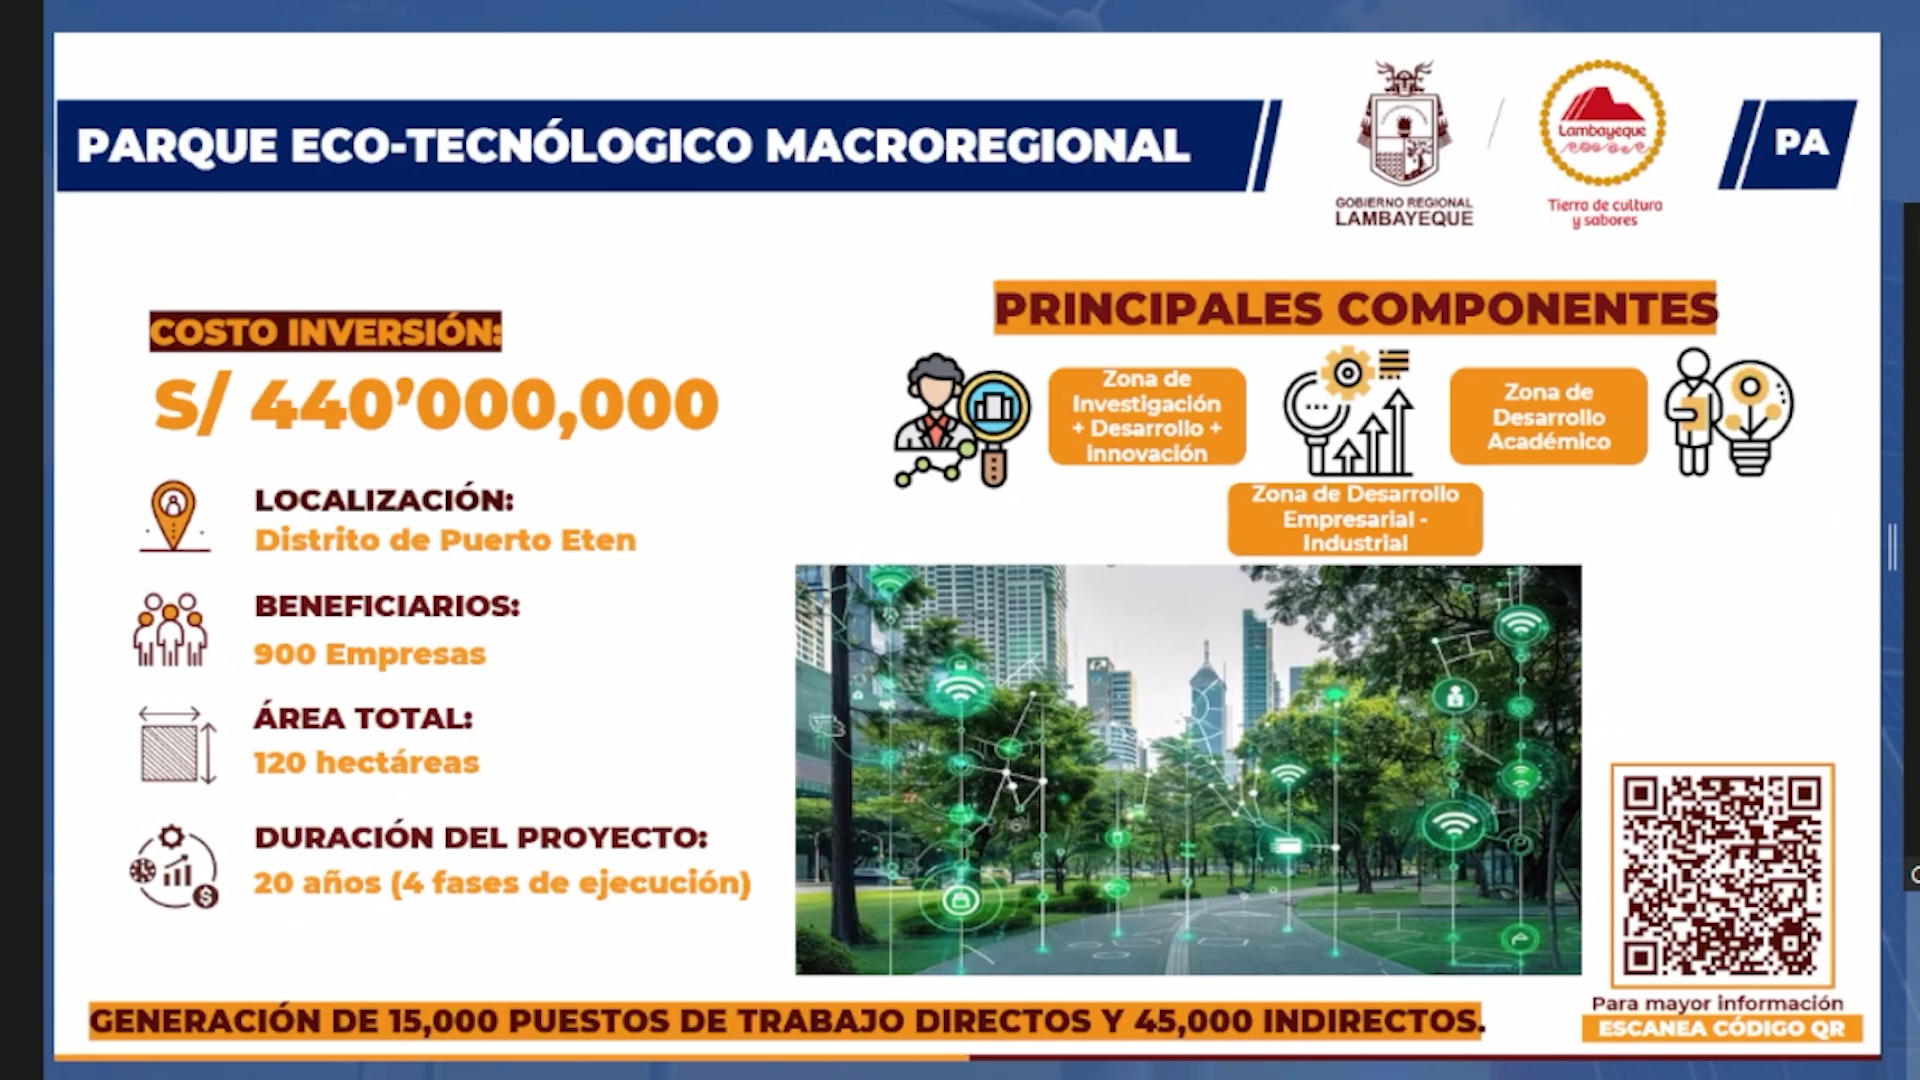 PARQUE ECO-TECNÓLOGICO MACROREGIONAL
GOBIERNO REGIONAL
LAMBAYEQUE
Lambayeque
Tierra de cultura
y sabores
PA
COSTO INVERSIÓN:
S/ 440’000,000
LOCALIZACIÓN:
Distrito de Puerto Eten
BENEFICIARIOS:
900 Empresas
ÁREA TOTAL:
120 hectáreas
DURACIÓN DEL PROYECTO:
20 años (4 fases de ejecución)
PRINCIPALES COMPONENTES
Zona de
Investigación
+ Desarrollo +
innovación
Zona de
Desarrollo
Académico
Zona de Desarrollo
Empresarial -
Industrial
Para mayor información
ESCANEA CÓDIGO QR
GENERACIÓN DE 15,000 PUESTOS DE TRABAJO DIRECTOS Y 45,000 INDIRECTOS.